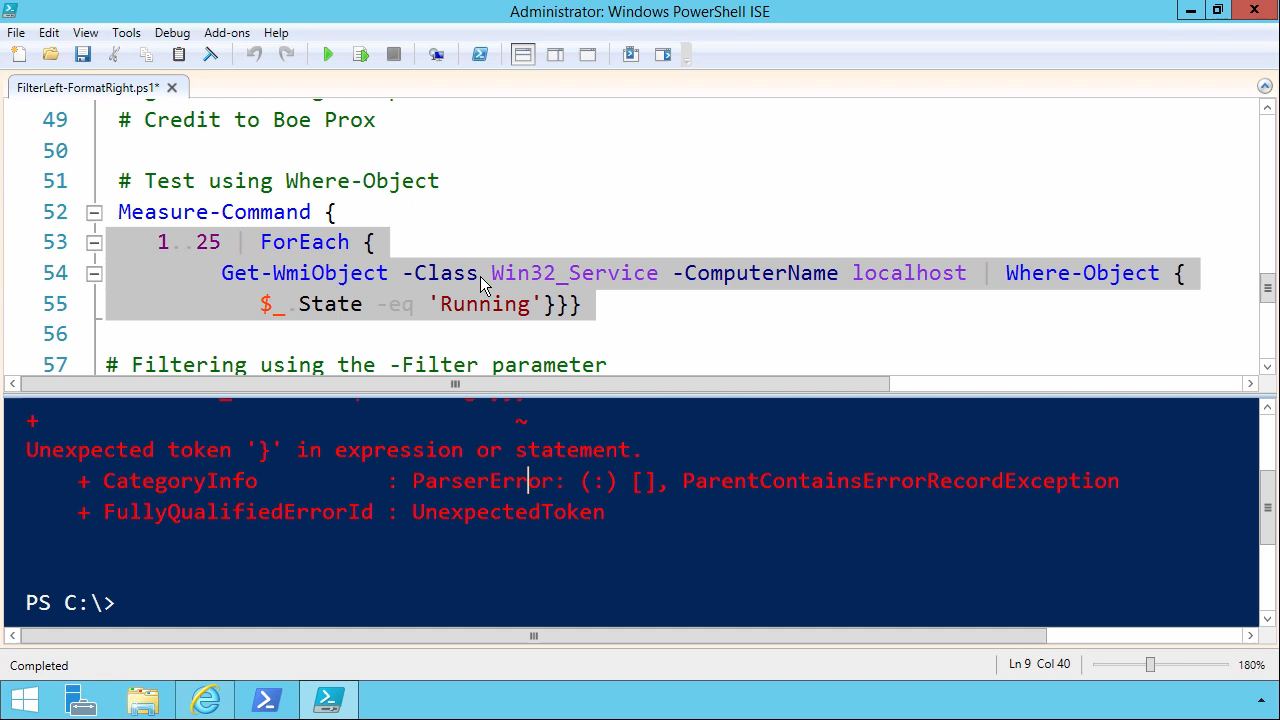 Administrator: Windows PowerShell ISE
File Edit View Tools Debug Add-ons Help
FilterLeft-FormatRight.ps1*
49 # Credit to Boe Prox
50
51 # Test using Where-Object
52 Measure-Command {
53 1..25 | ForEach {
54 Get-WmiObject -Class Win32_Service -ComputerName localhost | Where-Object {
55 $_.State -eq 'Running'}}}
56
57 # Filtering using the -Filter parameter
+ ~
Unexpected token '}' in expression or statement.
+ CategoryInfo : ParserError: (:) [], ParentContainsErrorRecordException
+ FullyQualifiedErrorId : UnexpectedToken
PS C:\>
Completed
Ln 9 Col 40
180%